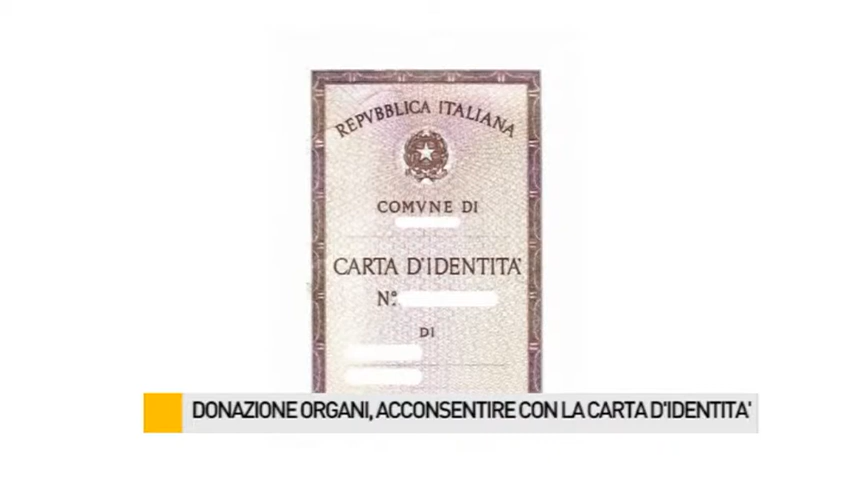 REPVBBLICA ITALIANA
COMVNE DI
CARTA D'IDENTITA'
N°
DI
DONAZIONE ORGANI, ACCONSENTIRE CON LA CARTA D'IDENTITA'